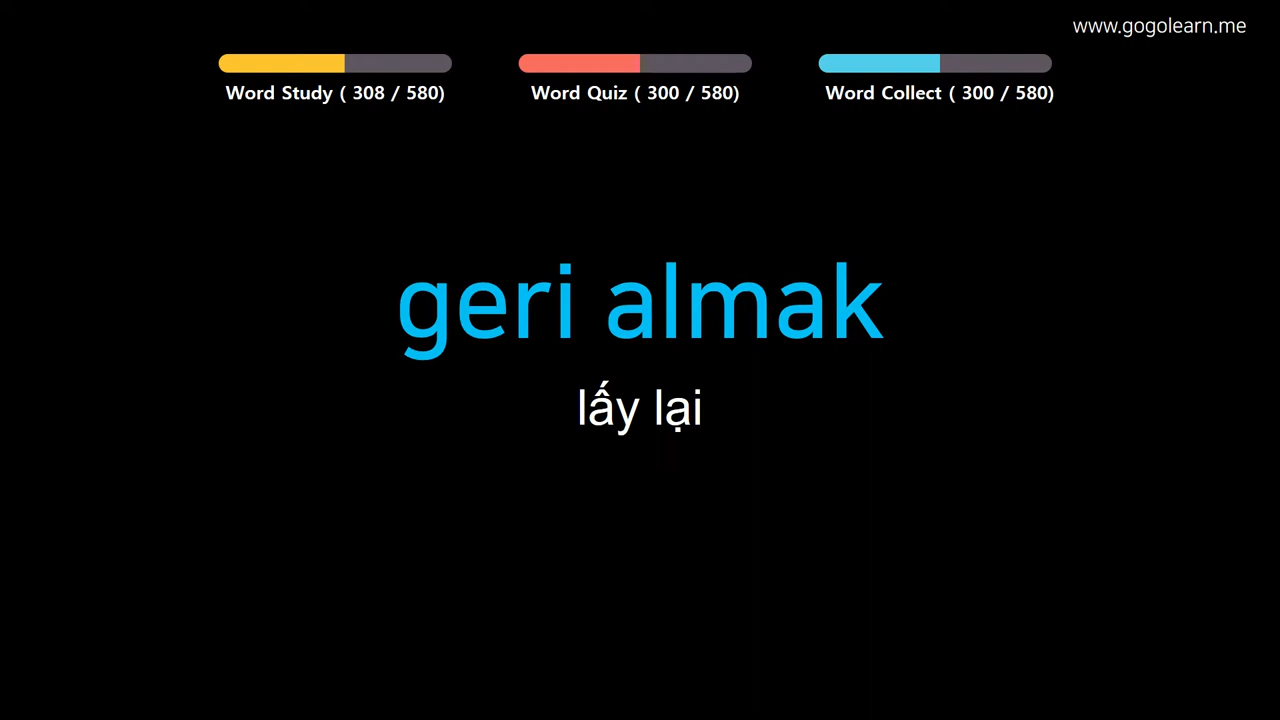 www.gogolearn.me
Word Study ( 308 / 580)
Word Quiz ( 300 / 580)
Word Collect ( 300 / 580)
geri almak
lấy lại